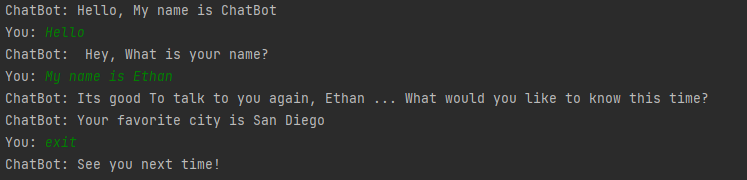 ChatBot: Hello, My name is ChatBot
You: Hello
ChatBot:  Hey, What is your name?
You: My name is Ethan
ChatBot: Its good To talk to you again, Ethan ... What would you like to know this time?
ChatBot: Your favorite city is San Diego
You: exit
ChatBot: See you next time!